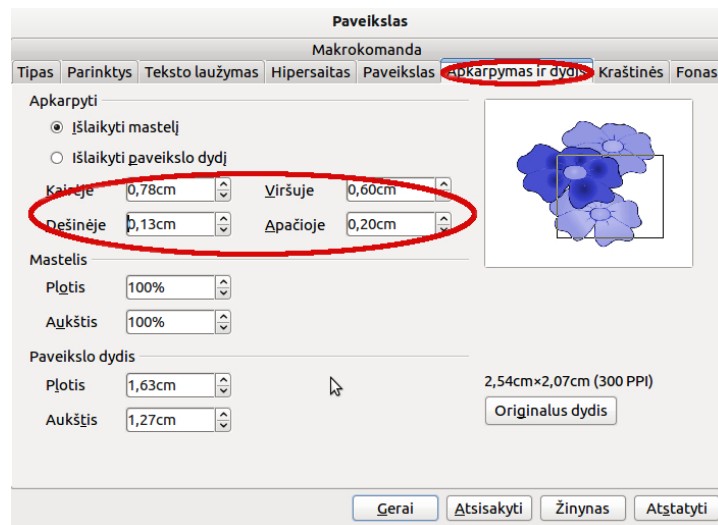 Paveikslas
Makrokomanda
Tipas Parinktys Teksto laužymas Hipersaitas Paveikslas Apkarpymas ir dydis Kraštinės Fonas
Apkarpyti
Išlaikyti mastelį
Išlaikyti paveikslo dydį
Kairėje 0,78cm Viršuje 0,60cm
Dešinėje 0,13cm Apačioje 0,20cm
Mastelis
Plotis 100%
Aukštis 100%
Paveikslo dydis
Plotis 1,63cm 2,54cm×2,07cm (300 PPI)
Aukštis 1,27cm Originalus dydis
Gerai Atsisakyti Žinynas Atstatyti